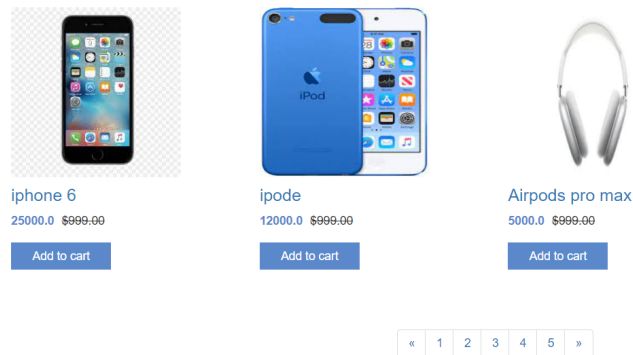 iPod
iphone 6
25000.0 $999.00
Add to cart
ipode
12000.0 $999.00
Add to cart
Airpods pro max
5000.0 $999.00
Add to cart
« 1 2 3 4 5 »